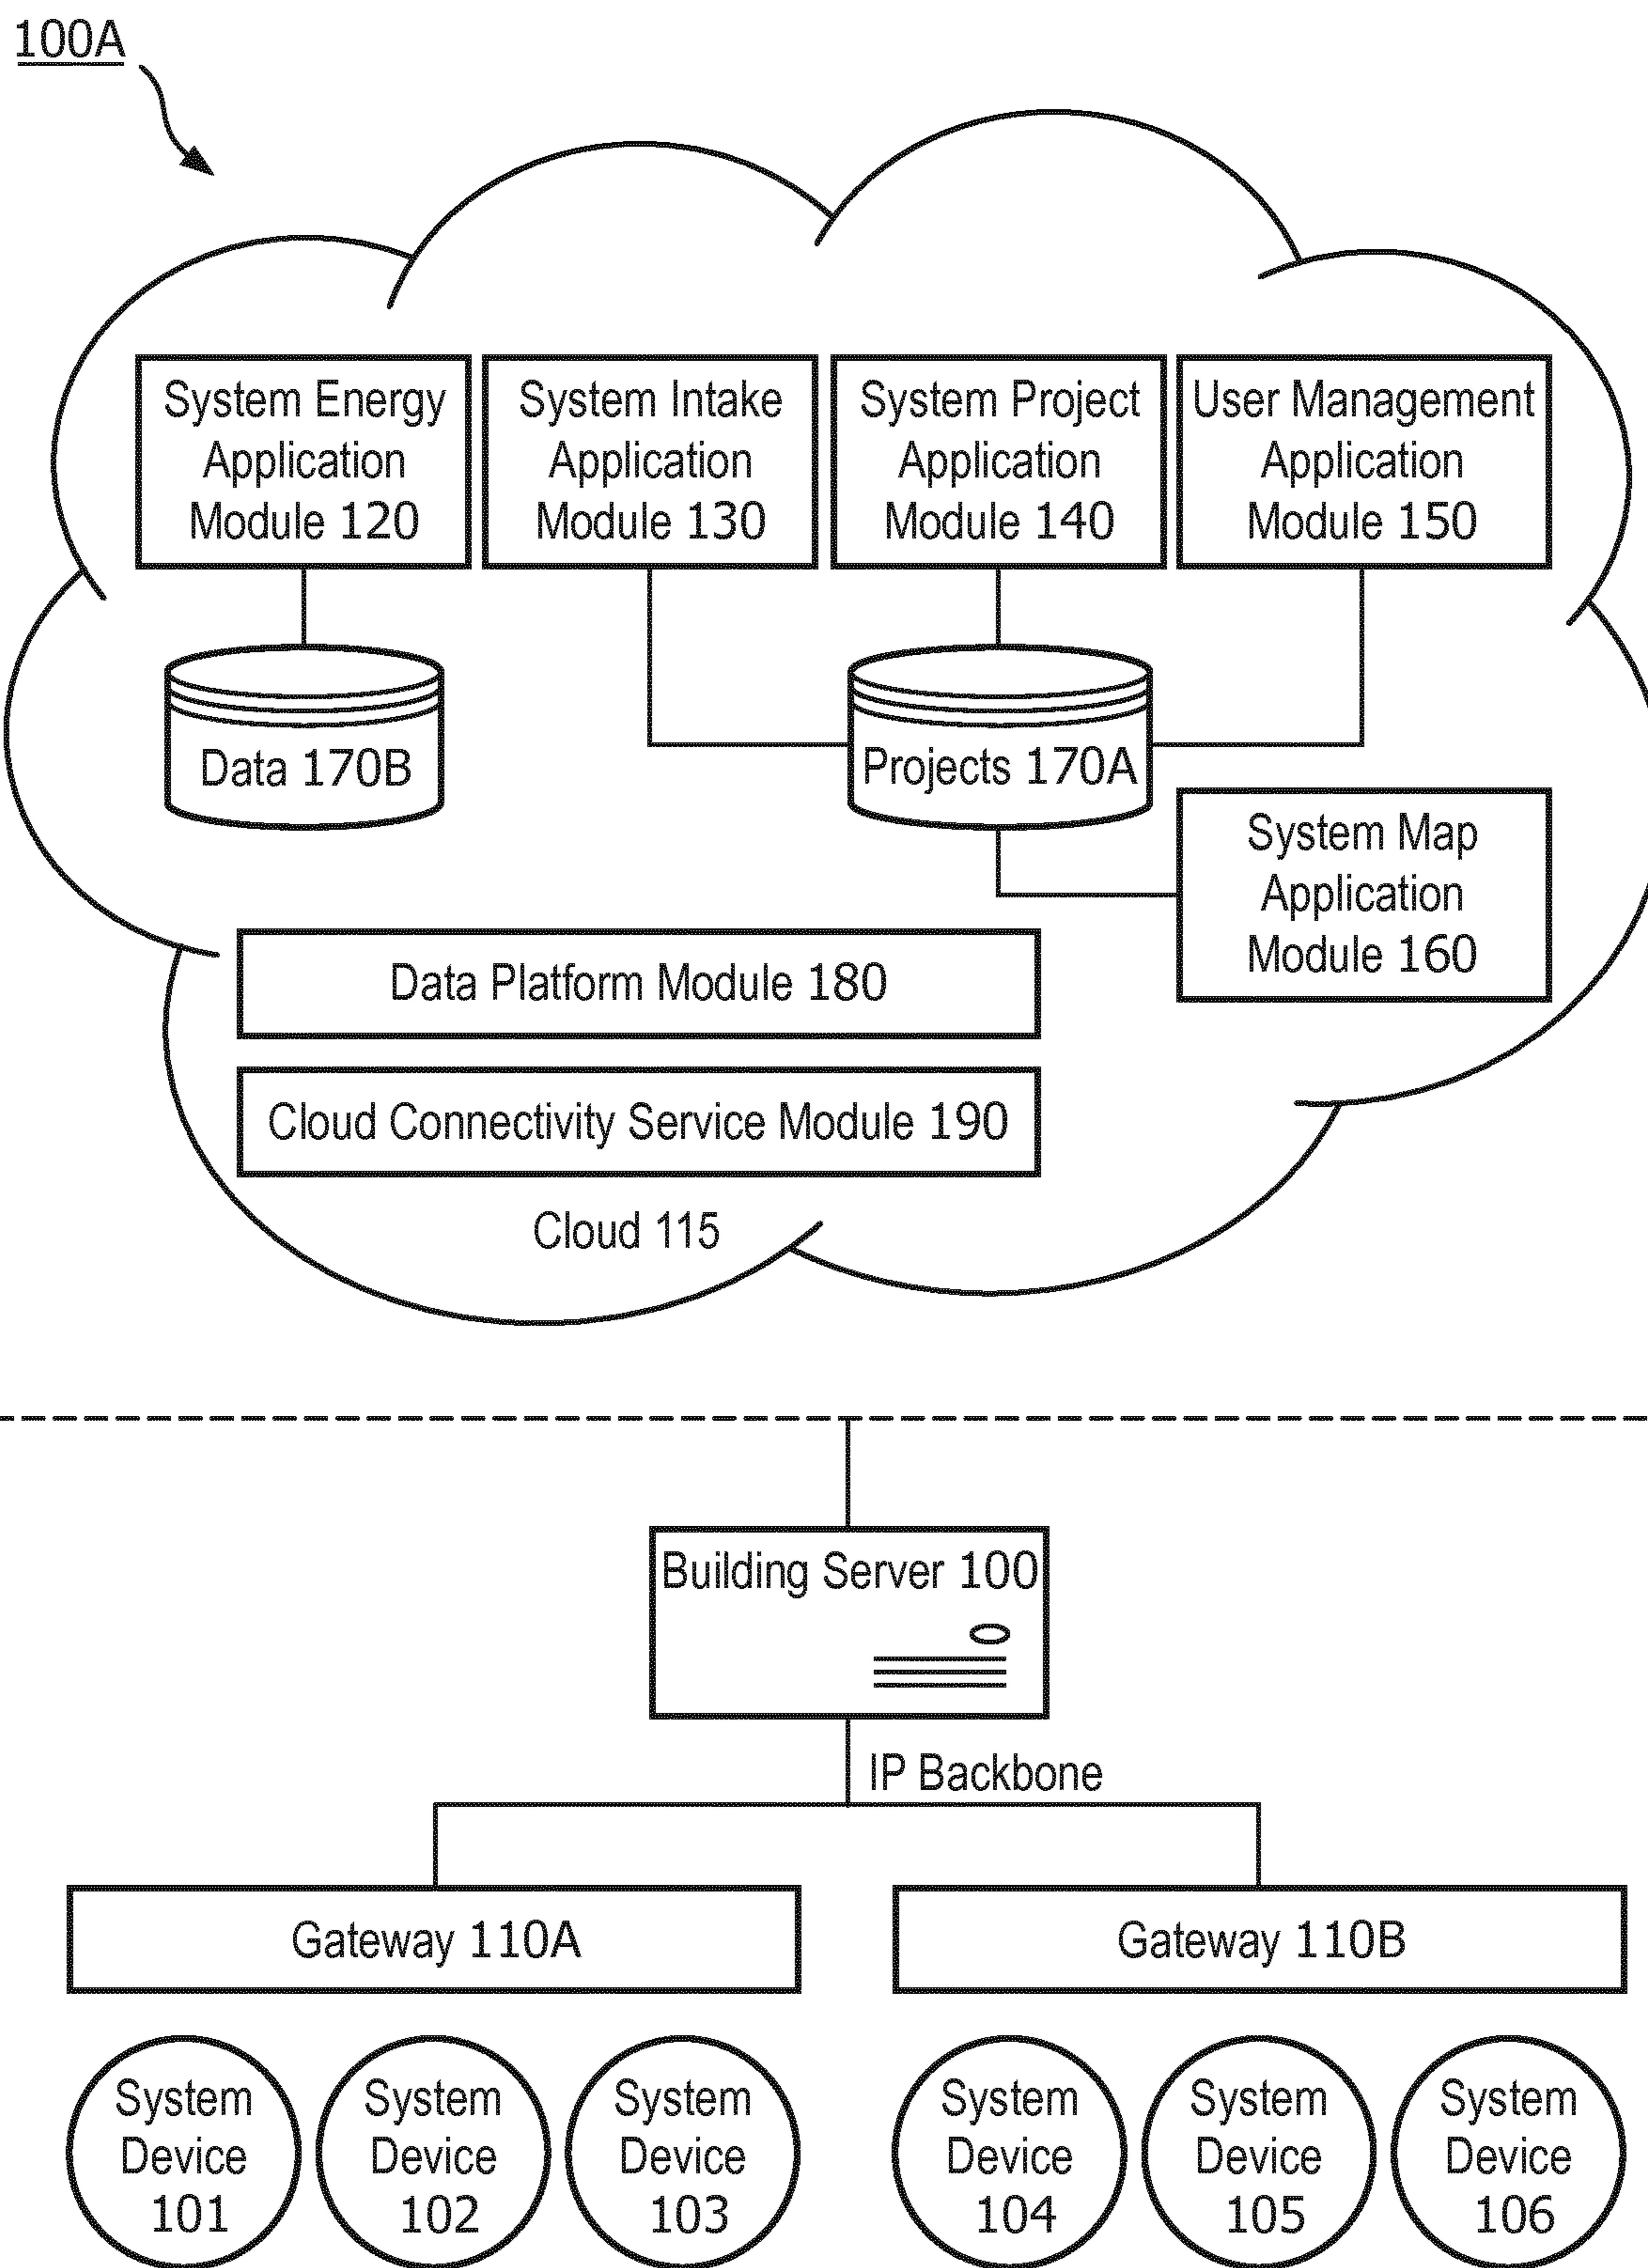 100A
System Energy
Application
Module 120
System Intake
Application
Module 130
System Project
Application
Module 140
User Management
Application
Module 150
Data 170B
Projects 170A
System Map
Application
Module 160
Data Platform Module 180
Cloud Connectivity Service Module 190
Cloud 115
Building Server 100
IP Backbone
Gateway 110A
Gateway 110B
System
Device
101
System
Device
102
System
Device
103
System
Device
104
System
Device
105
System
Device
106